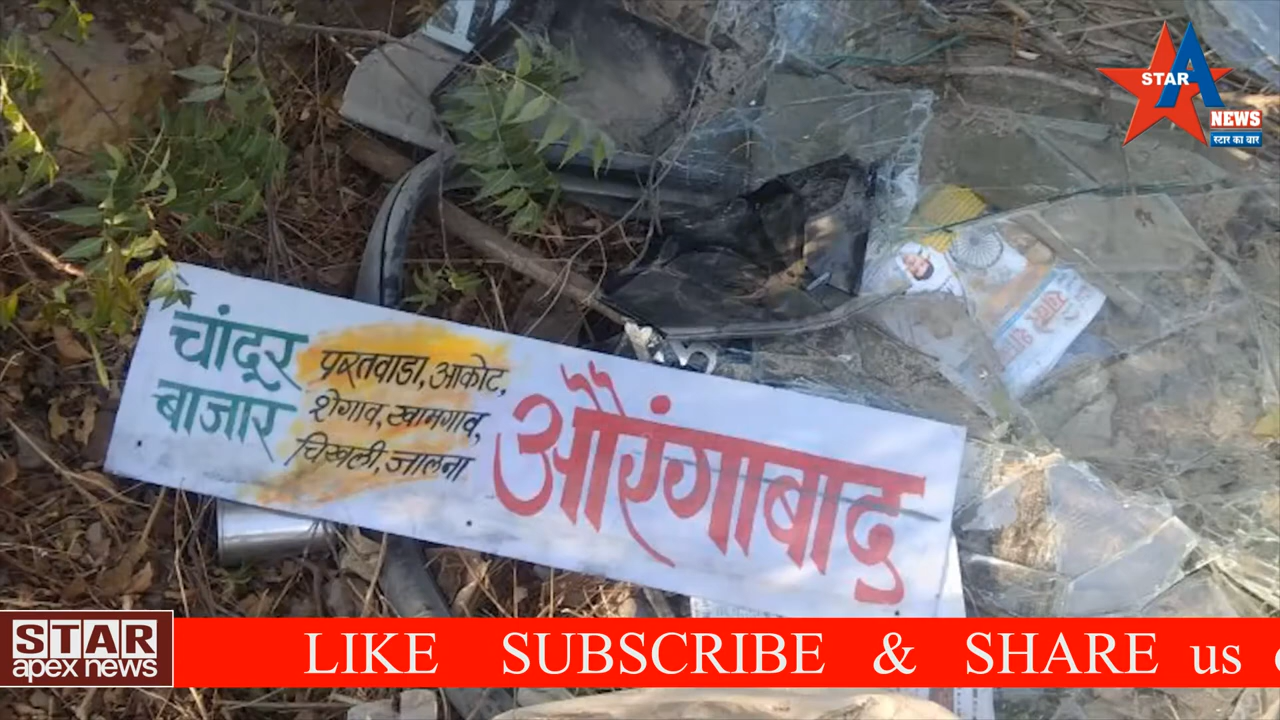 STAR
A
NEWS
स्टार का वार
चांदूर
बाजार
परतवाडा, आकोट,
शेगाव, खामगाव,
चिखली, जालना
औरंगाबाद
STAR
apex news
LIKE SUBSCRIBE & SHARE us